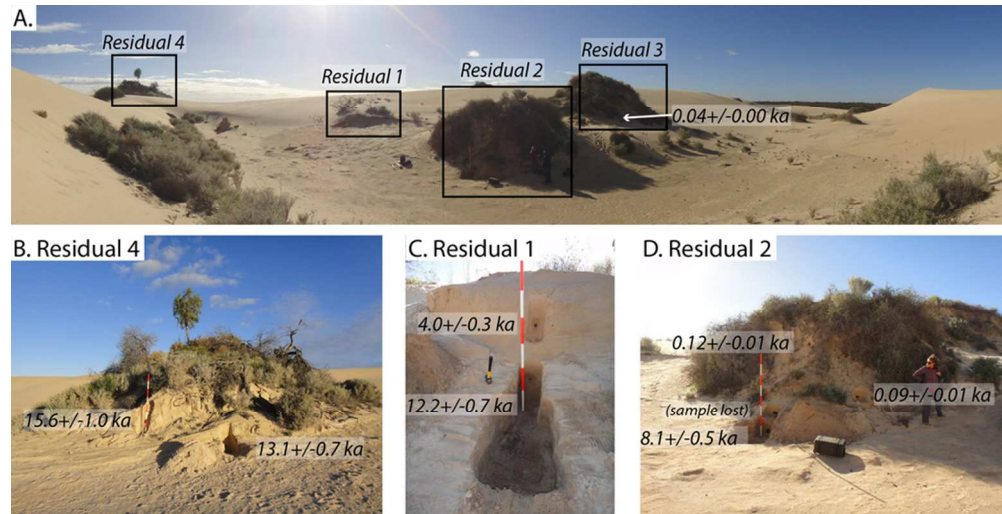 A.
Residual 4
Residual 1
Residual 2
Residual 3
0.04+/-0.00 ka
B. Residual 4
15.6+/-1.0 ka
13.1+/-0.7 ka
C. Residual 1
4.0+/-0.3 ka
12.2+/-0.7 ka
D. Residual 2
0.12+/-0.01 ka
0.09+/-0.01 ka
(sample lost)
8.1+/-0.5 ka